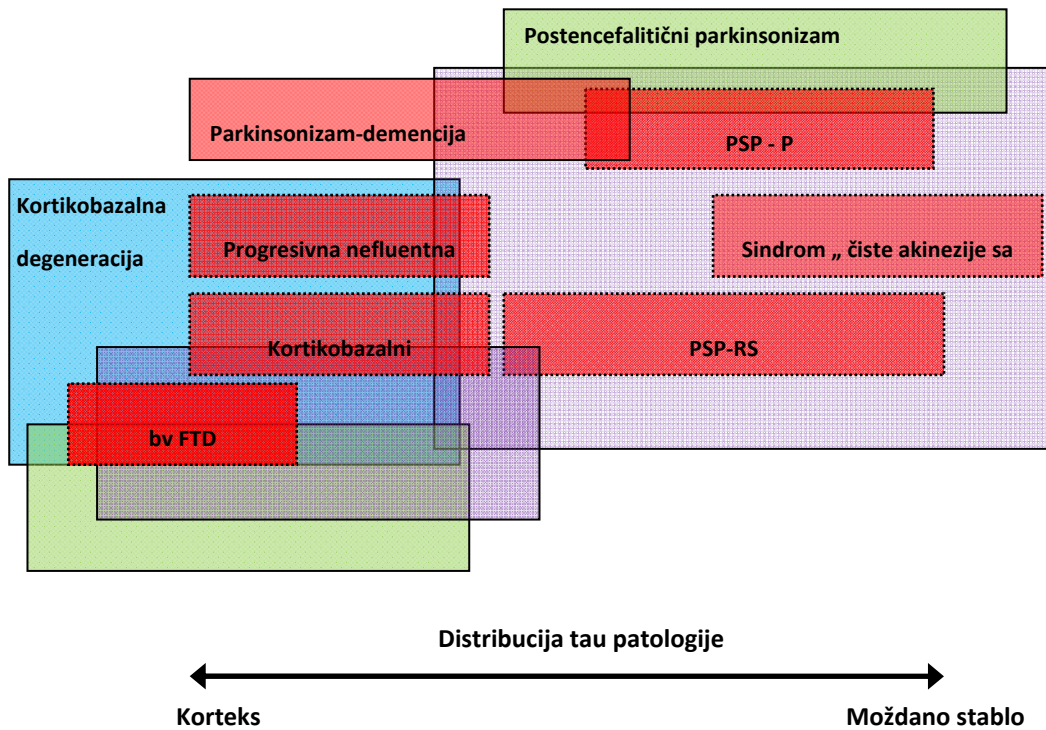 Postencefalitični parkinsonizam
Parkinsonizam-demencija
PSP - P
Kortikobazalna
degeneracija
Progresivna nefluentna
Sindrom „ čiste akinezije sa
Kortikobazalni
PSP-RS
bv FTD
Distribucija tau patologije
Korteks
Moždano stablo